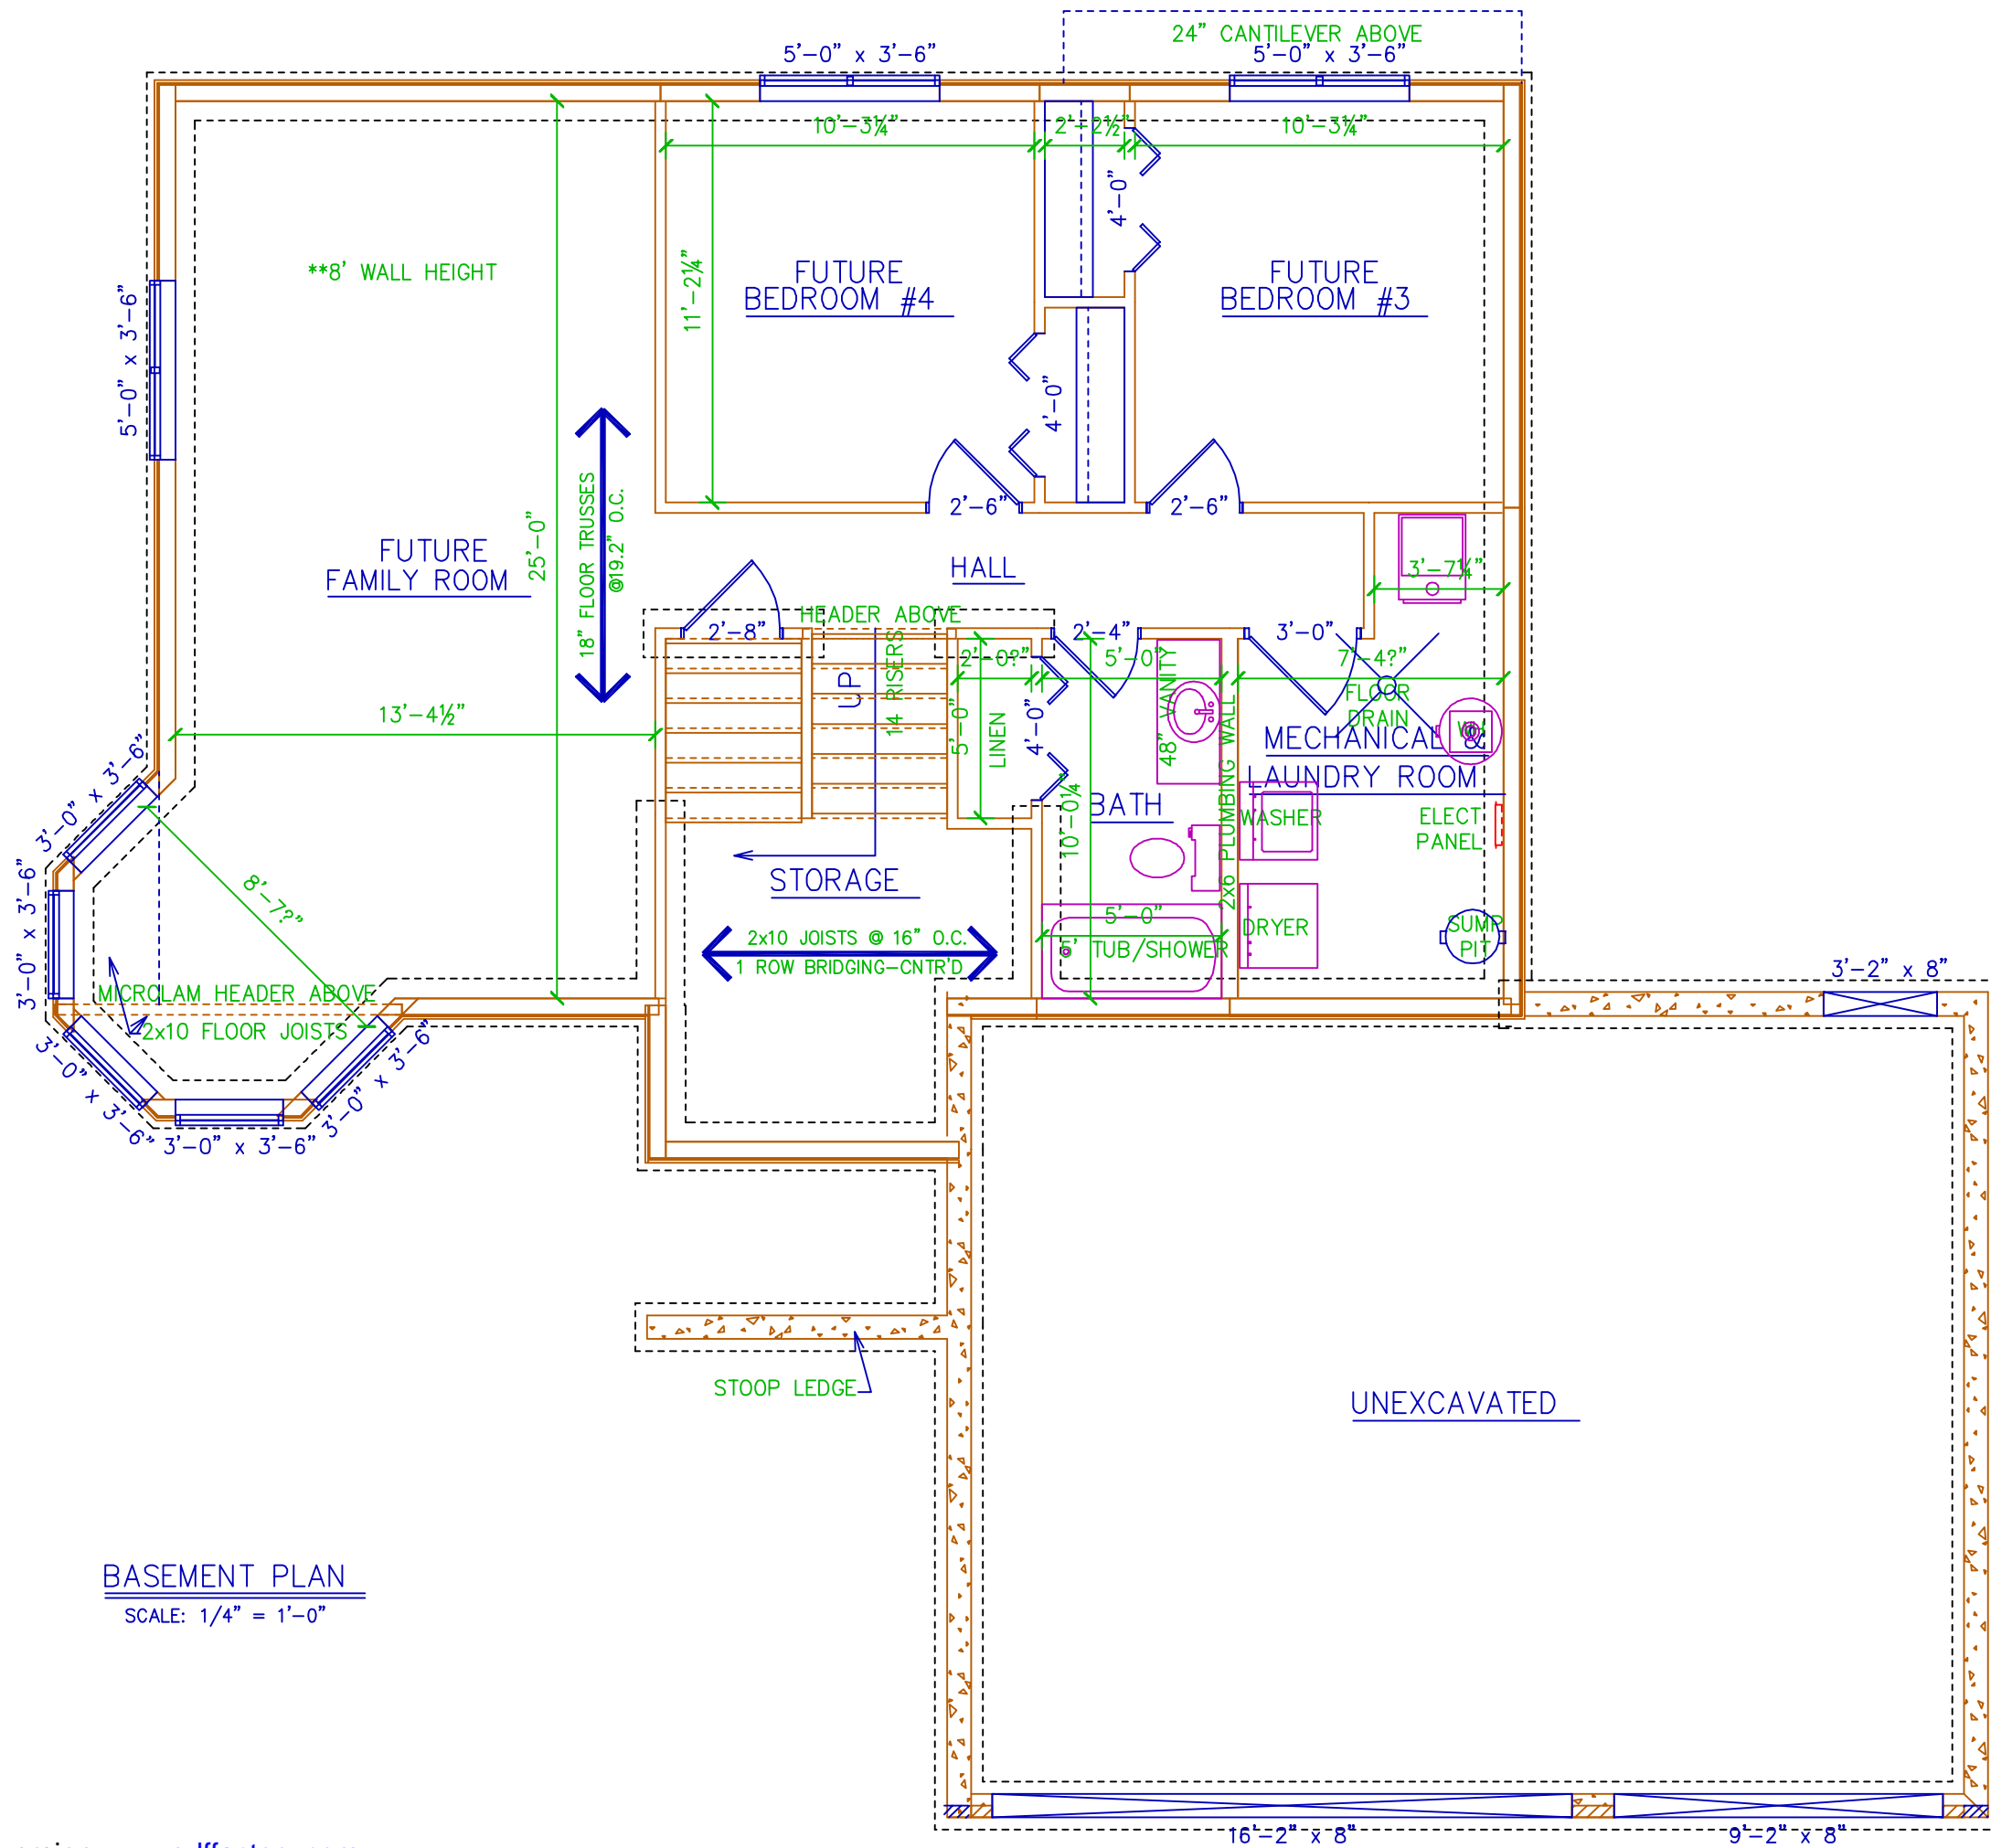 24" CANTILEVER ABOVE
5'-0" x 3'-6"
5'-0" x 3'-6"
10'-3¼"
2'-2½"
10'-3¼"
4'-0"
**8' WALL HEIGHT
11'-2¼"
FUTURE
BEDROOM #4
FUTURE
BEDROOM #3
5'-0" x 3'-6"
4'-0"
2'-6"
2'-6"
18" FLOOR TRUSSES
@19.2" O.C.
25'-0"
FUTURE
FAMILY ROOM
HALL
3'-7¼"
HEADER ABOVE
2'-8"
2'-4"
3'-0"
2'-0?"
5'-0"
7'-4?"
UP
14 RISERS
5'-0"
LINEN
4'-0"
48" VANITY
2x6 PLUMBING WALL
FLOOR
DRAIN
MECHANICAL &
LAUNDRY ROOM
13'-4½"
3'-0" x 3'-6"
10'-0¼"
BATH
WASHER
ELECT
PANEL
8'-7?"
STORAGE
3'-0" x 3'-6"
5'-0"
DRYER
SUMP
PIT
5' TUB/SHOWER
2x10 JOISTS @ 16" O.C.
1 ROW BRIDGING-CNTR'D
3'-2" x 8"
MICROLAM HEADER ABOVE
2x10 FLOOR JOISTS
3'-0" x 3'-6"
3'-0" x 3'-6"
3'-0" x 3'-6"
STOOP LEDGE
UNEXCAVATED
BASEMENT PLAN
SCALE: 1/4" = 1'-0"
16'-2" x 8"
9'-2" x 8"